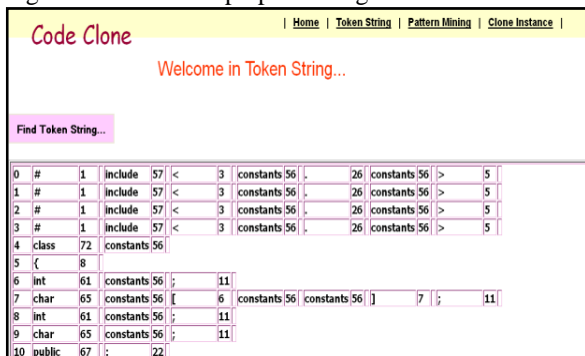 | Home | Token String | Pattern Mining | Clone Instance |
Code Clone
Welcome in Token String...
Find Token String...
0 # 1 include 57 < 3 constants 56 . 26 constants 56 > 5
1 # 1 include 57 < 3 constants 56 . 26 constants 56 > 5
2 # 1 include 57 < 3 constants 56 . 26 constants 56 > 5
3 # 1 include 57 < 3 constants 56 . 26 constants 56 > 5
4 class 72 constants 56
5 { 8
6 int 61 constants 56 ; 11
7 char 65 constants 56 [ 6 constants 56 constants 56 ] 7 ; 11
8 int 61 constants 56 ; 11
9 char 65 constants 56 ; 11
10 public 67 : 22